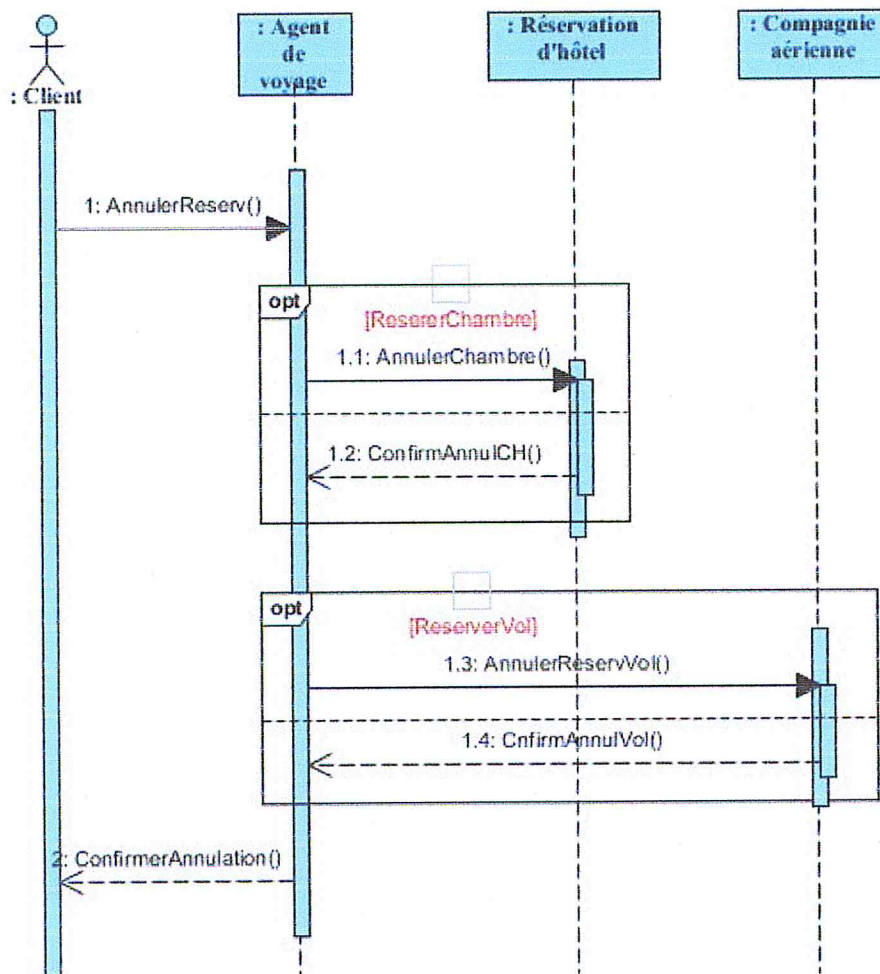 : Client
: Agent
de
voyage
: Réservation
d'hôtel
: Compagnie
aérienne
1: AnnulerReserv()
opt
[ResererChambre]
1.1: AnnulerChambre()
1.2: ConfirmAnnulCH()
opt
[ReserverVol]
1.3: AnnulerReservVol()
1.4: CnfirmAnnulVol()
2: ConfirmerAnnulation()